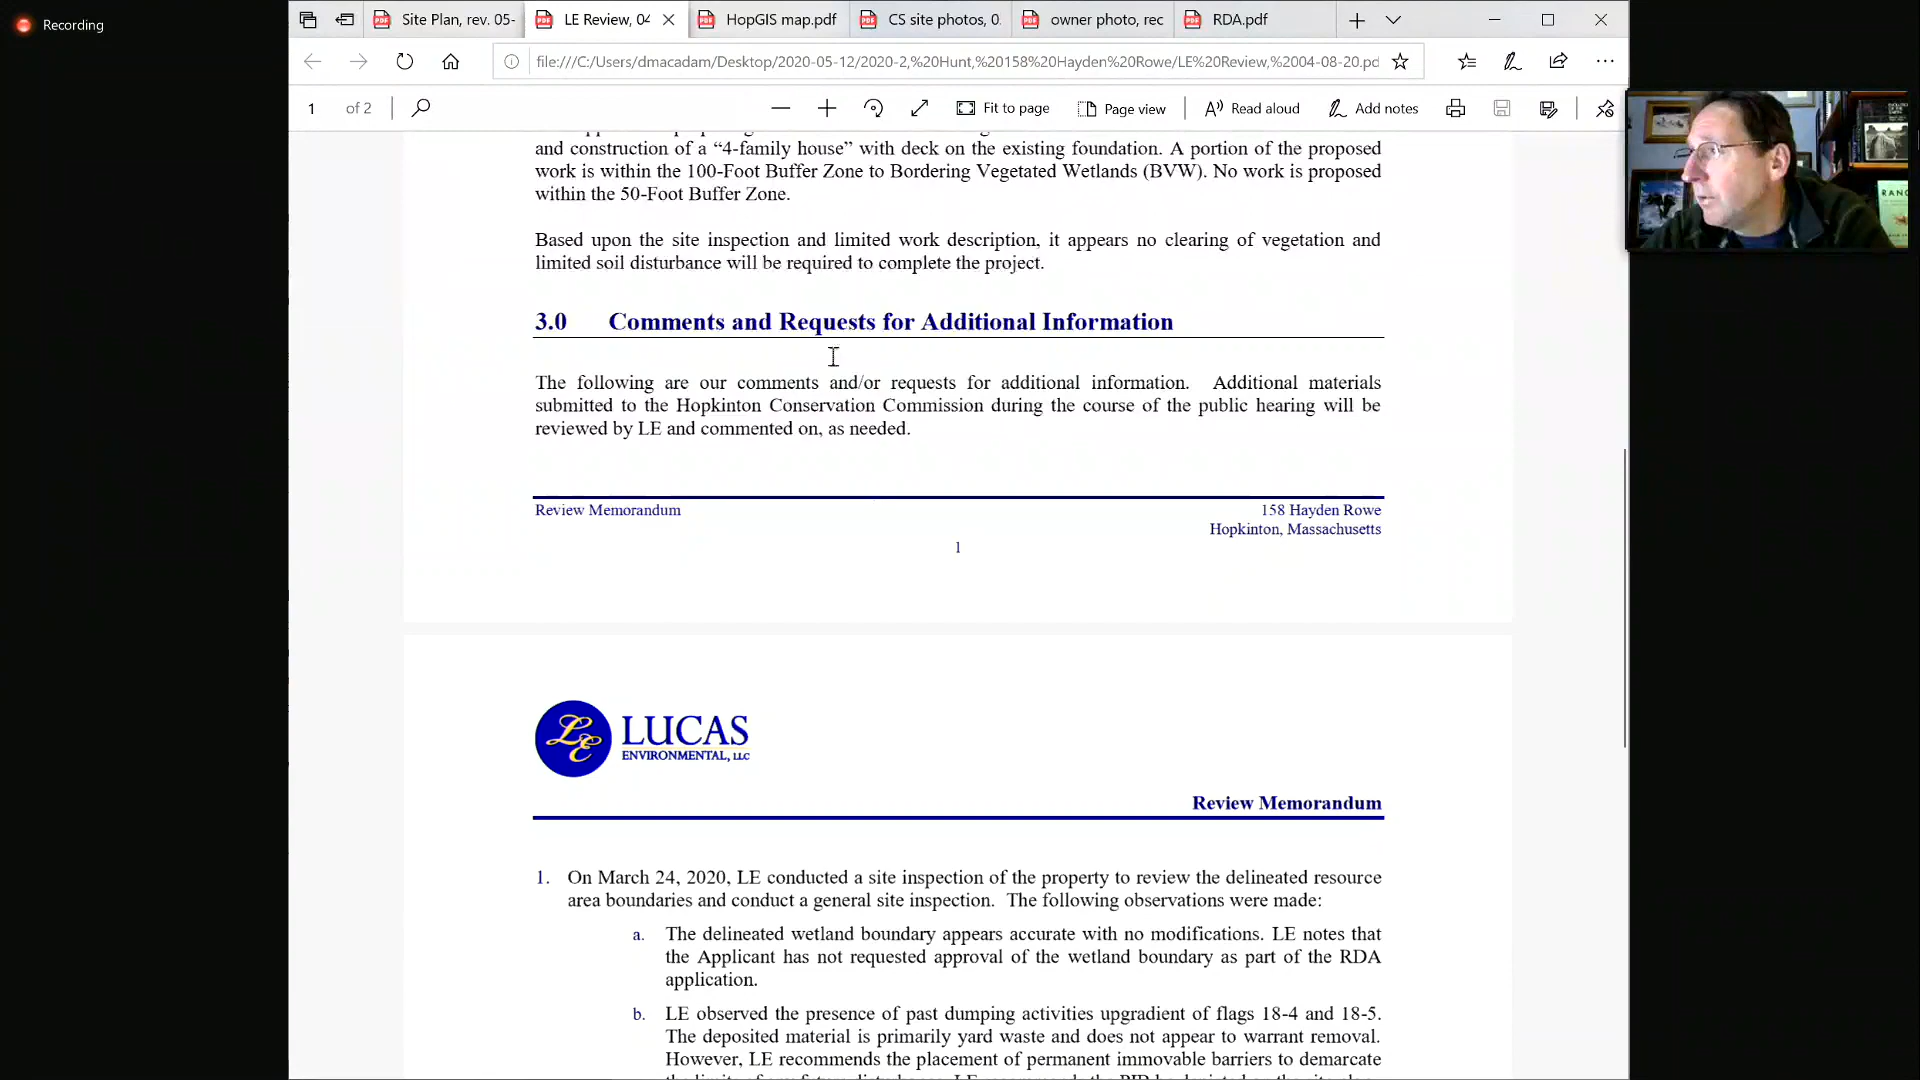 Recording
Site Plan, rev. 05-
LE Review, 04
HopGIS map.pdf
CS site photos, 0.
owner photo, rec
RDA.pdf
file:///C:/Users/dmacadam/Desktop/2020-05-12/2020-2,%20Hunt,%20158%20Hayden%20Rowe/LE%20Review,%2004-08-20.pd
1 of 2
Fit to page
Page view
Read aloud
Add notes
and construction of a “4-family house” with deck on the existing foundation. A portion of the proposed
work is within the 100-Foot Buffer Zone to Bordering Vegetated Wetlands (BVW). No work is proposed
within the 50-Foot Buffer Zone.
Based upon the site inspection and limited work description, it appears no clearing of vegetation and
limited soil disturbance will be required to complete the project.
3.0 Comments and Requests for Additional Information
The following are our comments and/or requests for additional information. Additional materials
submitted to the Hopkinton Conservation Commission during the course of the public hearing will be
reviewed by LE and commented on, as needed.
Review Memorandum
158 Hayden Rowe
Hopkinton, Massachusetts
1
LE LUCAS
ENVIRONMENTAL, LLC
Review Memorandum
1. On March 24, 2020, LE conducted a site inspection of the property to review the delineated resource
area boundaries and conduct a general site inspection. The following observations were made:
a. The delineated wetland boundary appears accurate with no modifications. LE notes that
the Applicant has not requested approval of the wetland boundary as part of the RDA
application.
b. LE observed the presence of past dumping activities upgradient of flags 18-4 and 18-5.
The deposited material is primarily yard waste and does not appear to warrant removal.
However, LE recommends the placement of permanent immovable barriers to demarcate
RANG